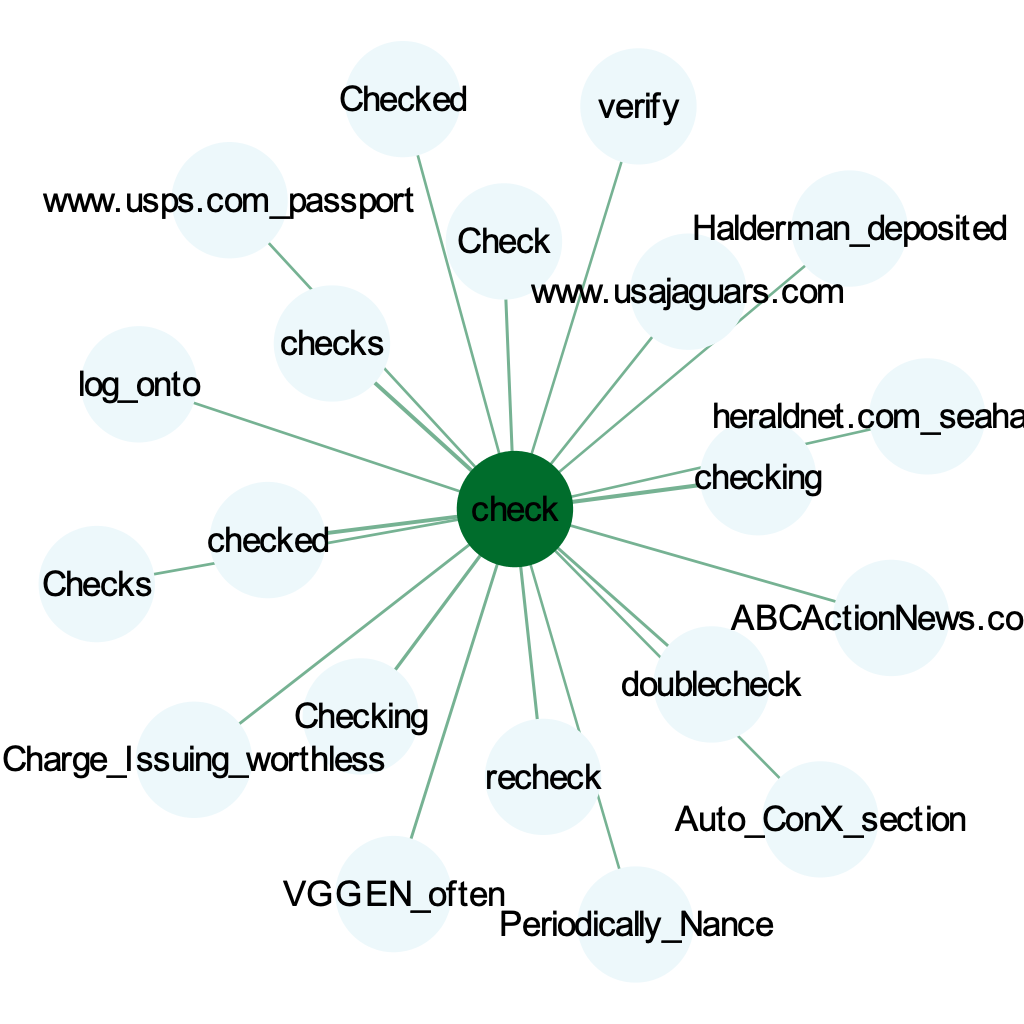 Checked
verify
www.usps.com_passport
Halderman_deposited
Check
www.usajaguars.com
checks
log_onto
heraldnet.com_seaha
checking
check
checked
Checks
ABCActionNews.co
doublecheck
Checking
Charge_Issuing_worthless
recheck
Auto_ConX_section
VGGEN_often
Periodically_Nance